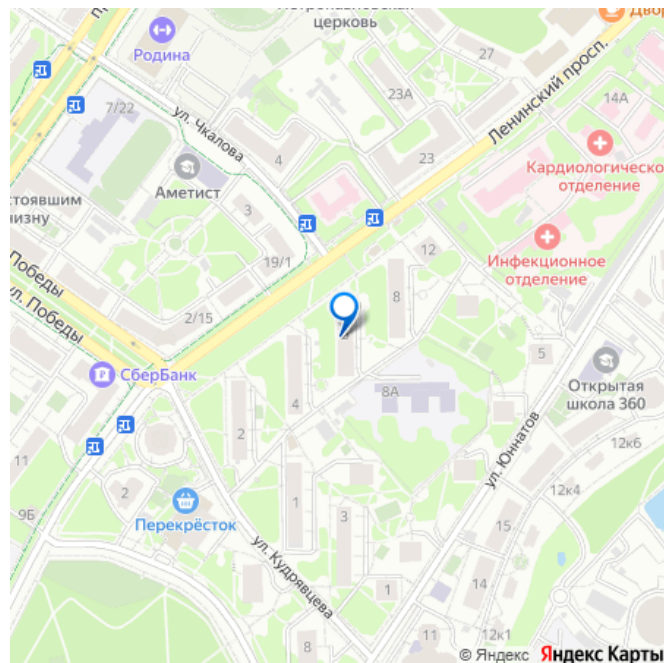 Петропавловская
церковь
Двор
Родина
27
Ленинский просп.
23А
14А
7/22
ул. Чкалова
4
23
Кардиологическо
отделение
Аметист
стоявшим
низну
3
12
Инфекционное
отделение
19/1
Победы
ул. Победы
8
2/15
5
СберБанк
8А
Открытая
школа 360
4
2
ул. Юннатов
12к6
11
12к4
9Б
2
1
3
15
Перекрёсток
ул. Кудрявцева
14
1
8
11
12к1
© Яндекс Яндекс Карты